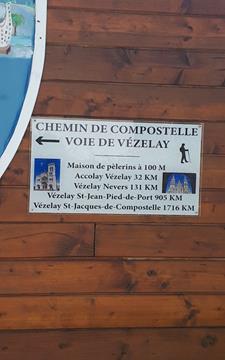 CHEMIN DE COMPOSTELLE
VOIE DE VÉZELAY
Maison de pèlerins à 100 M
Accolay Vézelay 32 KM
Vézelay Nevers 131 KM
Vézelay St-Jean-Pied-de-Port 905 KM
Vézelay St-Jacques-de-Compostelle 1716 KM